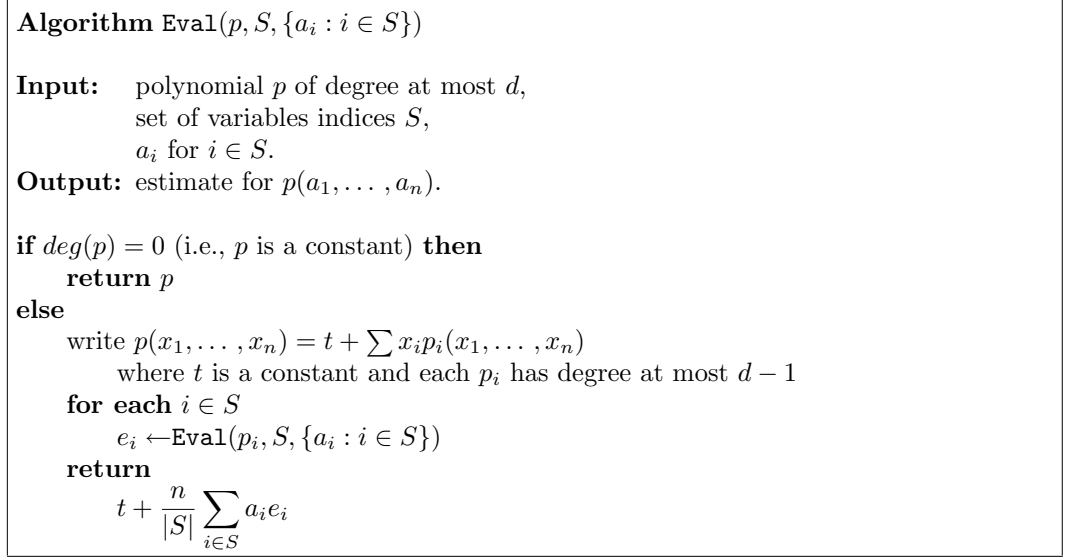 Algorithm Eval(p, S, {a_i : i ∈ S})
Input: polynomial p of degree at most d,
set of variables indices S,
a_i for i ∈ S.
Output: estimate for p(a_1, . . . , a_n).
if deg(p) = 0 (i.e., p is a constant) then
return p
else
write p(x_1, . . . , x_n) = t + ∑ x_i p_i(x_1, . . . , x_n)
where t is a constant and each p_i has degree at most d − 1
for each i ∈ S
e_i ←Eval(p_i, S, {a_i : i ∈ S})
return
t + \frac{n}{|S|} ∑_{i∈S} a_i e_i